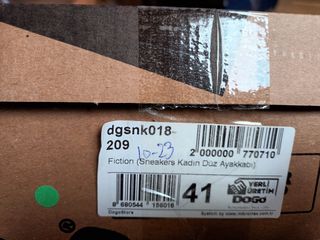 dgsnk018-
209
10-23
2 000000 770710
Fiction (Sneakers Kadın Düz Ayakkabı)
41
YERLİ
ÜRETİM
DOGO
8 680544 156016
DogoStore